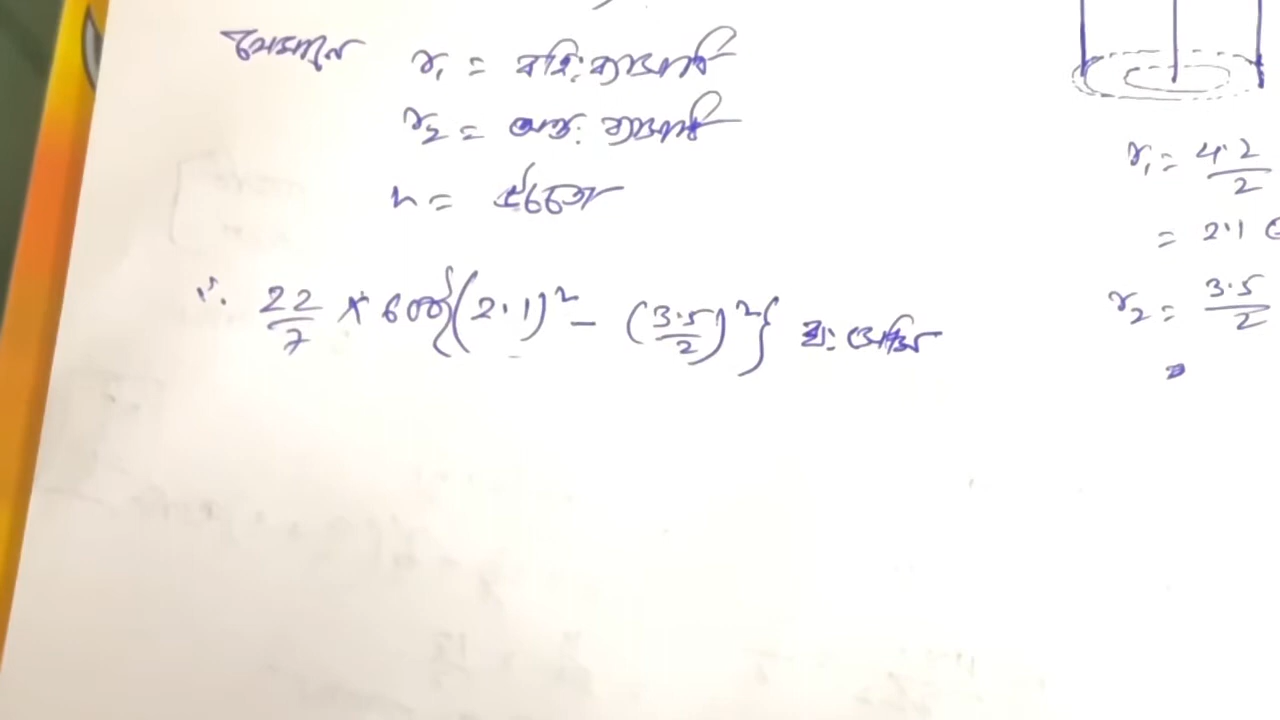 যেখানে r₁ = বহি: ব্যাসার্ধ
r₂ = অন্ত: ব্যাসার্ধ
h =
∴ 22/7 × 600{(2.1)² − (3.5/2)²} ঘ: সেমি
r₁ = 4.2/2
= 2.1
r₂ = 3.5/2